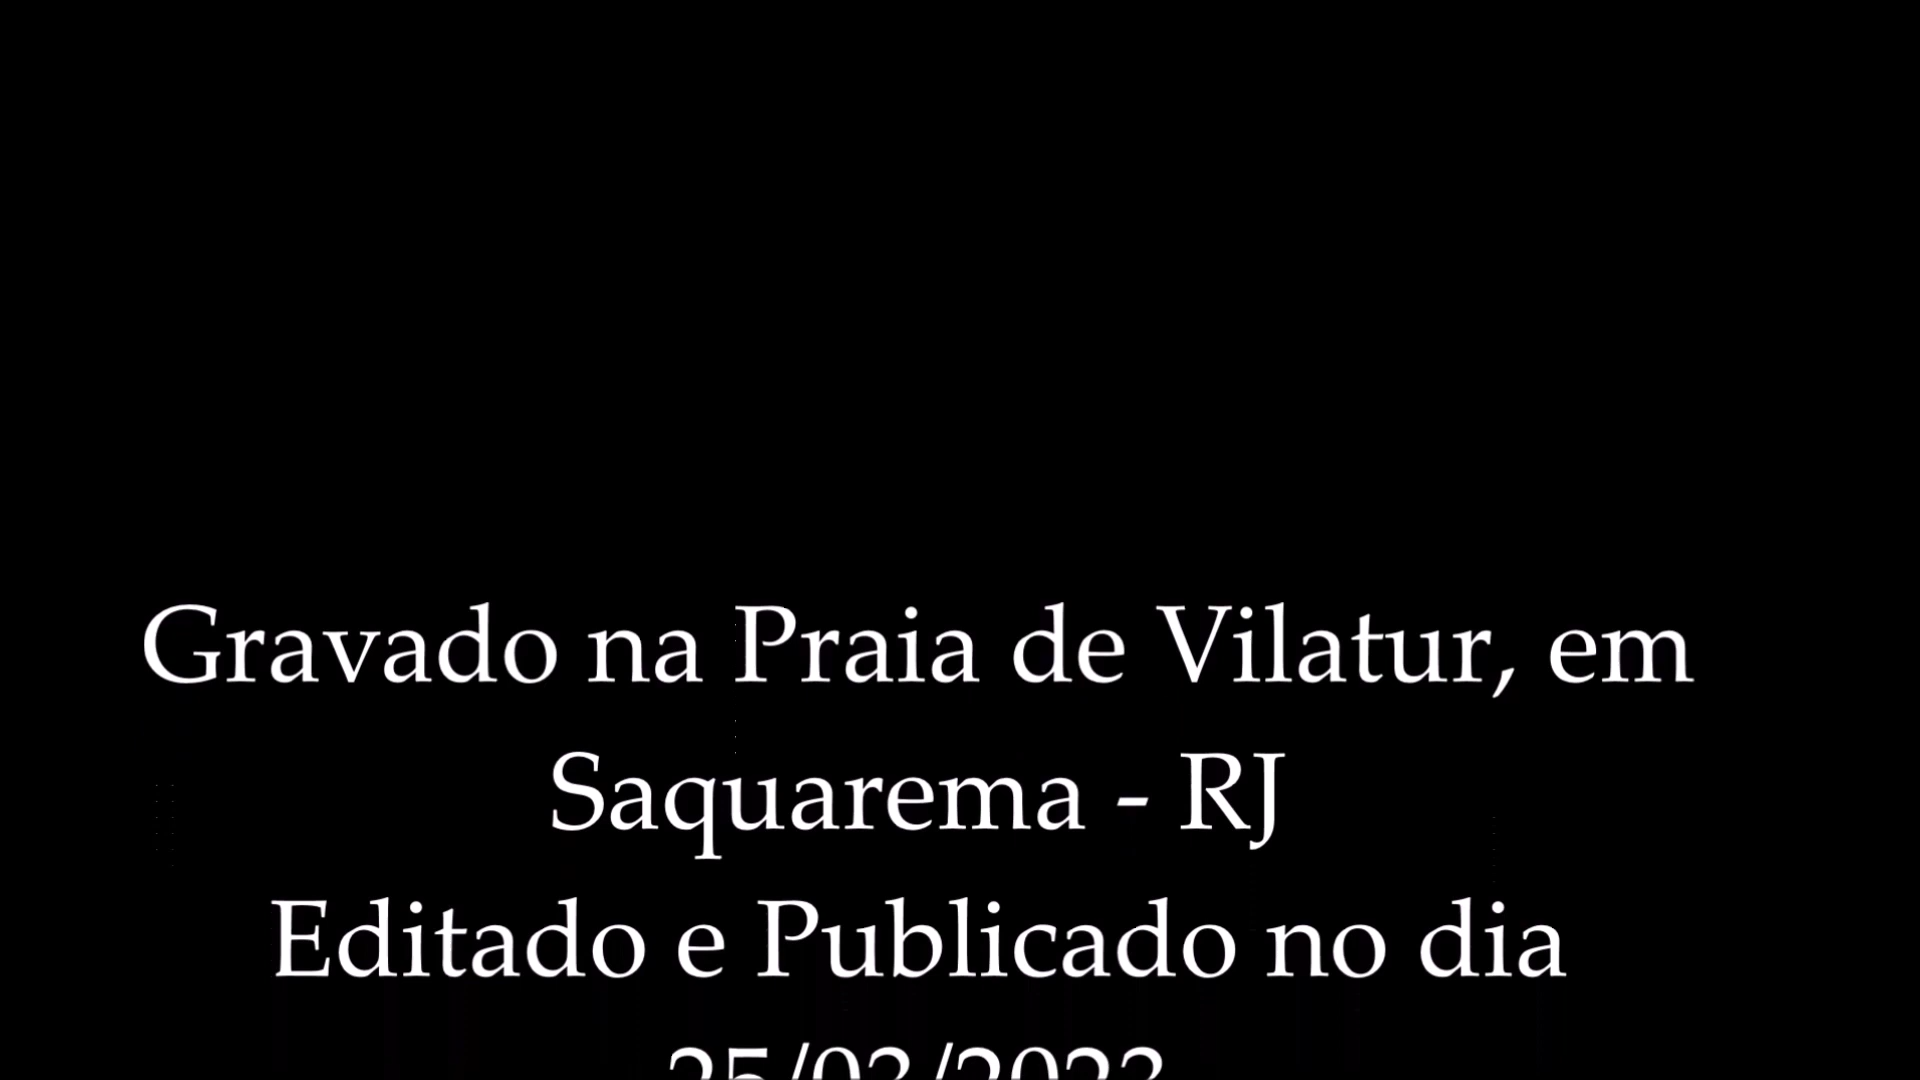 Gravado na Praia de Vilatur, em
Saquarema - RJ
Editado e Publicado no dia